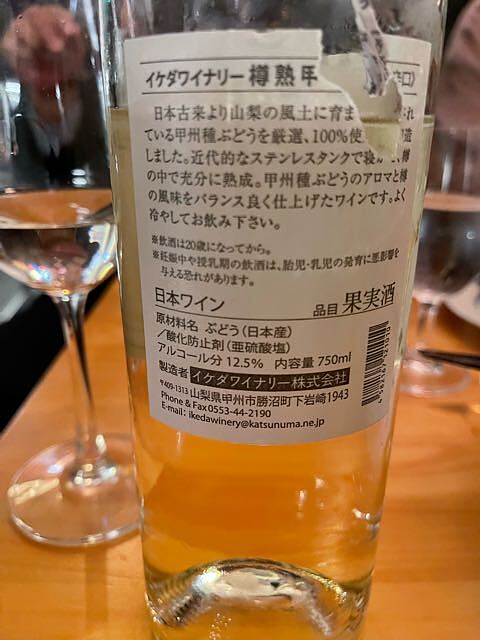 イケダワイナリー 樽熟甲 口）
日本古来より山梨の風土に育ま れ
ている甲州種ぶどうを厳選、100%使 造
しました。近代的なステンレスタンクで寝か 、樽
の中で充分に熟成。甲州種ぶどうのアロマと樽
の風味をバランス良く仕上げたワインです。よく
冷やしてお飲み下さい。
※飲酒は20歳になってから。
※妊娠中や授乳期の飲酒は、胎児・乳児の発育に悪影響を
与える恐れがあります。
日本ワイン 品目 果実酒
原材料名 ぶどう（日本産）
／酸化防止剤（亜硫酸塩）
アルコール分 12.5% 内容量 750ml
製造者 イケダワイナリー株式会社
〒409-1313 山梨県甲州市勝沼町下岩崎1943
Phone & Fax 0553-44-2190
E-mail: ikedawinery@katsunuma.ne.jp